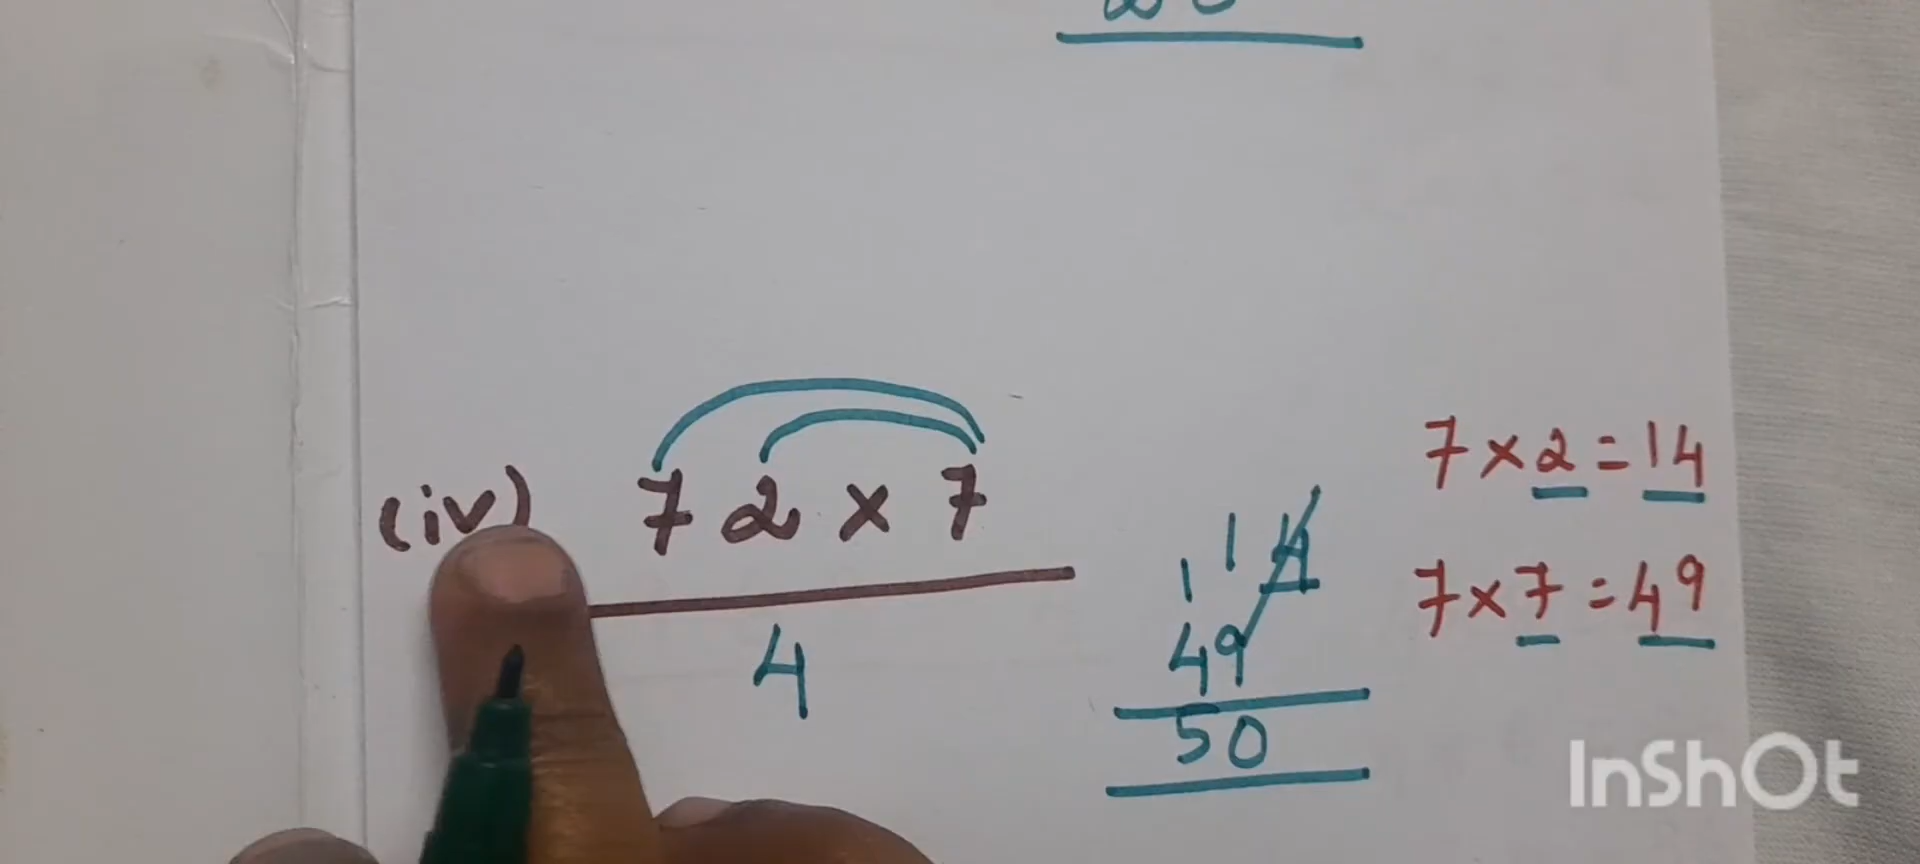 (iv) 72 x 7
4
1 1 4
49
50
7 x 2 = 14
7 x 7 = 49
InShOt